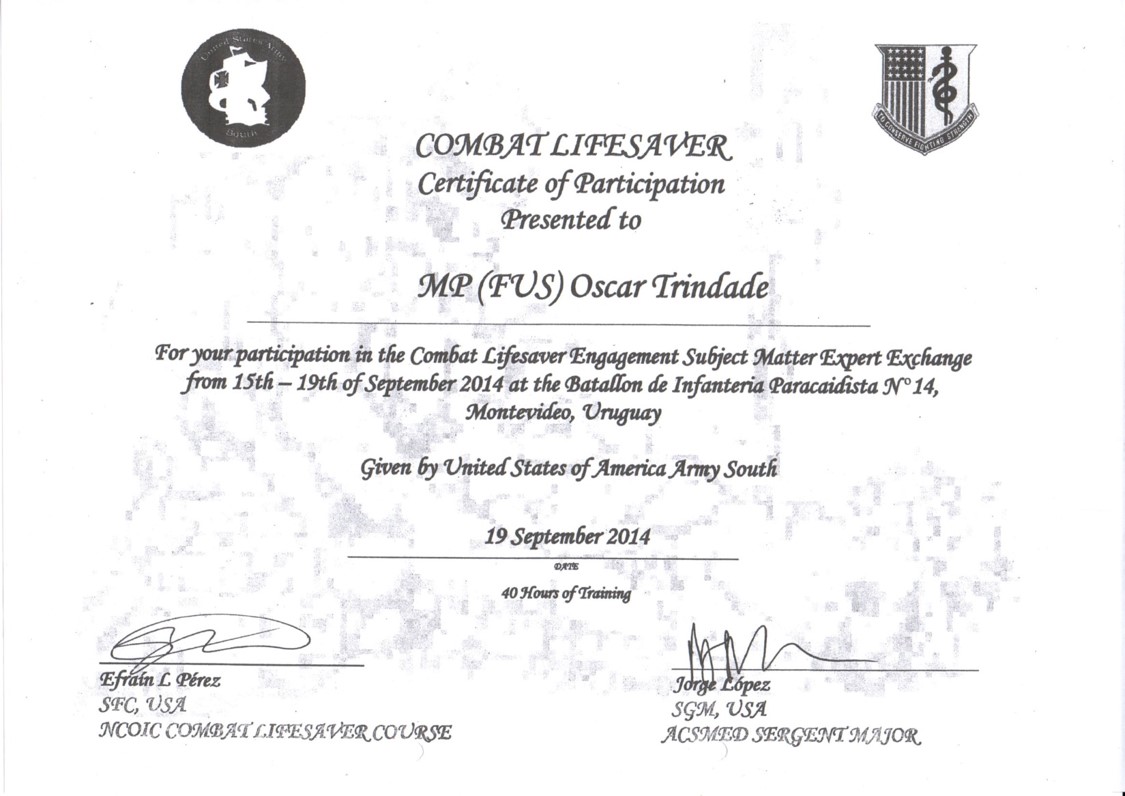 United States Army
South
TO CONSERVE FIGHTING STRENGTH
COMBAT LIFESAVER
Certificate of Participation
Presented to
MP (FUS) Oscar Trindade
For your participation in the Combat Lifesaver Engagement Subject Matter Expert Exchange
from 15th – 19th of September 2014 at the Batallon de Infanteria Paracaidista N° 14,
Montevideo, Uruguay
Given by United States of America Army South
19 September 2014
DATE
40 Hours of Training
Efraín L Pérez
SFC, USA
NCOIC COMBAT LIFESAVER COURSE
Jorge López
SGM, USA
ACSMED SERGENT MAJOR